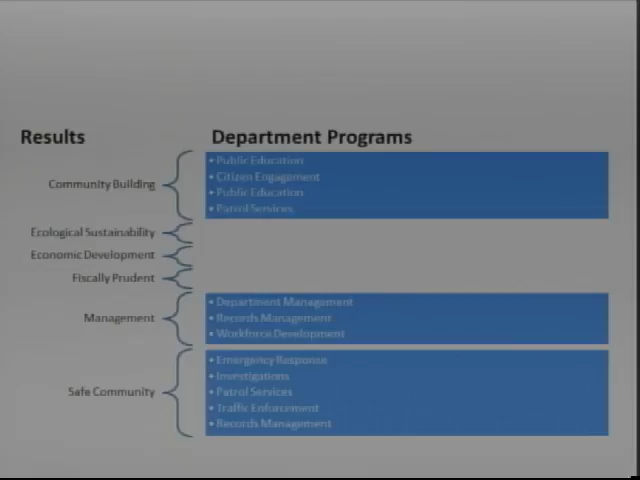 Results
Department Programs
Community Building
• Public Education
• Citizen Engagement
• Public Education
• Patrol Services
Ecological Sustainability
Economic Development
Fiscally Prudent
Management
• Department Management
• Records Management
• Workforce Development
Safe Community
• Emergency Response
• Investigations
• Patrol Services
• Traffic Enforcement
• Records Management